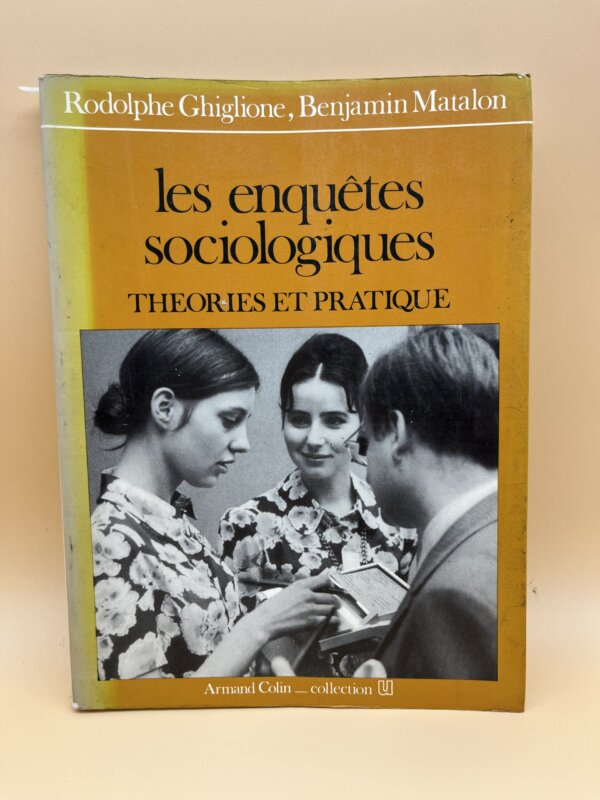 Rodolphe Ghiglione, Benjamin Matalon
les enquêtes
sociologiques
THEORIES ET PRATIQUE
Armand Colin — collection U